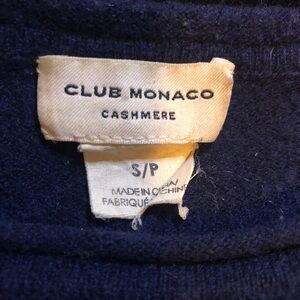 CLUB MONACO
CASHMERE
S/P
MADE IN
FABRIQUÉ